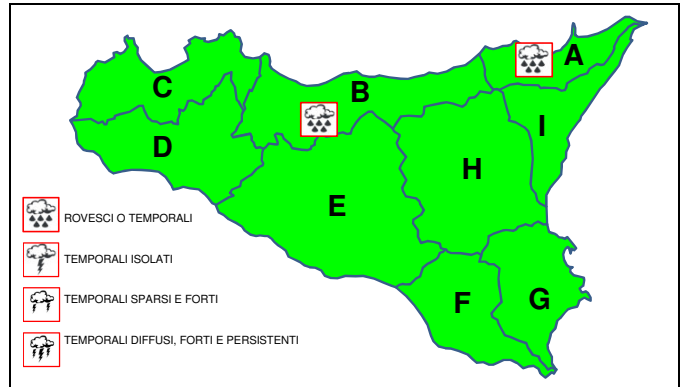 A
C
B
I
D
H
E
ROVESCI O TEMPORALI
TEMPORALI ISOLATI
TEMPORALI SPARSI E FORTI
F
G
TEMPORALI DIFFUSI, FORTI E PERSISTENTI